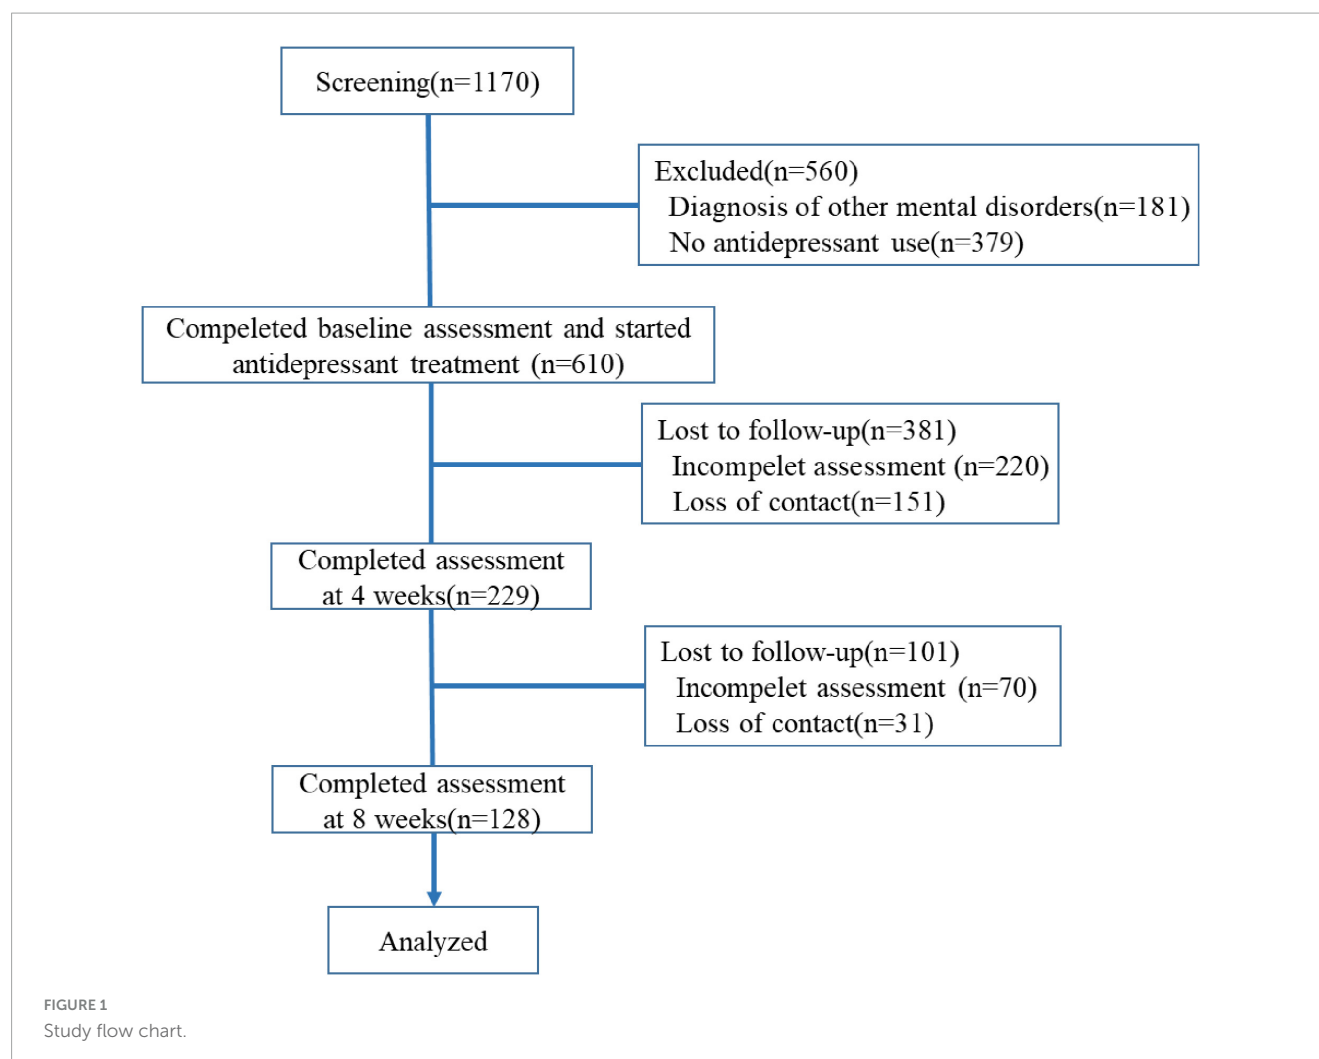 Screening(n=1170)
Excluded(n=560)
Diagnosis of other mental disorders(n=181)
No antidepressant use(n=379)
Compeleted baseline assessment and started
antidepressant treatment (n=610)
Lost to follow-up(n=381)
Incompelet assessment (n=220)
Loss of contact(n=151)
Completed assessment
at 4 weeks(n=229)
Lost to follow-up(n=101)
Incompelet assessment (n=70)
Loss of contact(n=31)
Completed assessment
at 8 weeks(n=128)
Analyzed
FIGURE 1
Study flow chart.